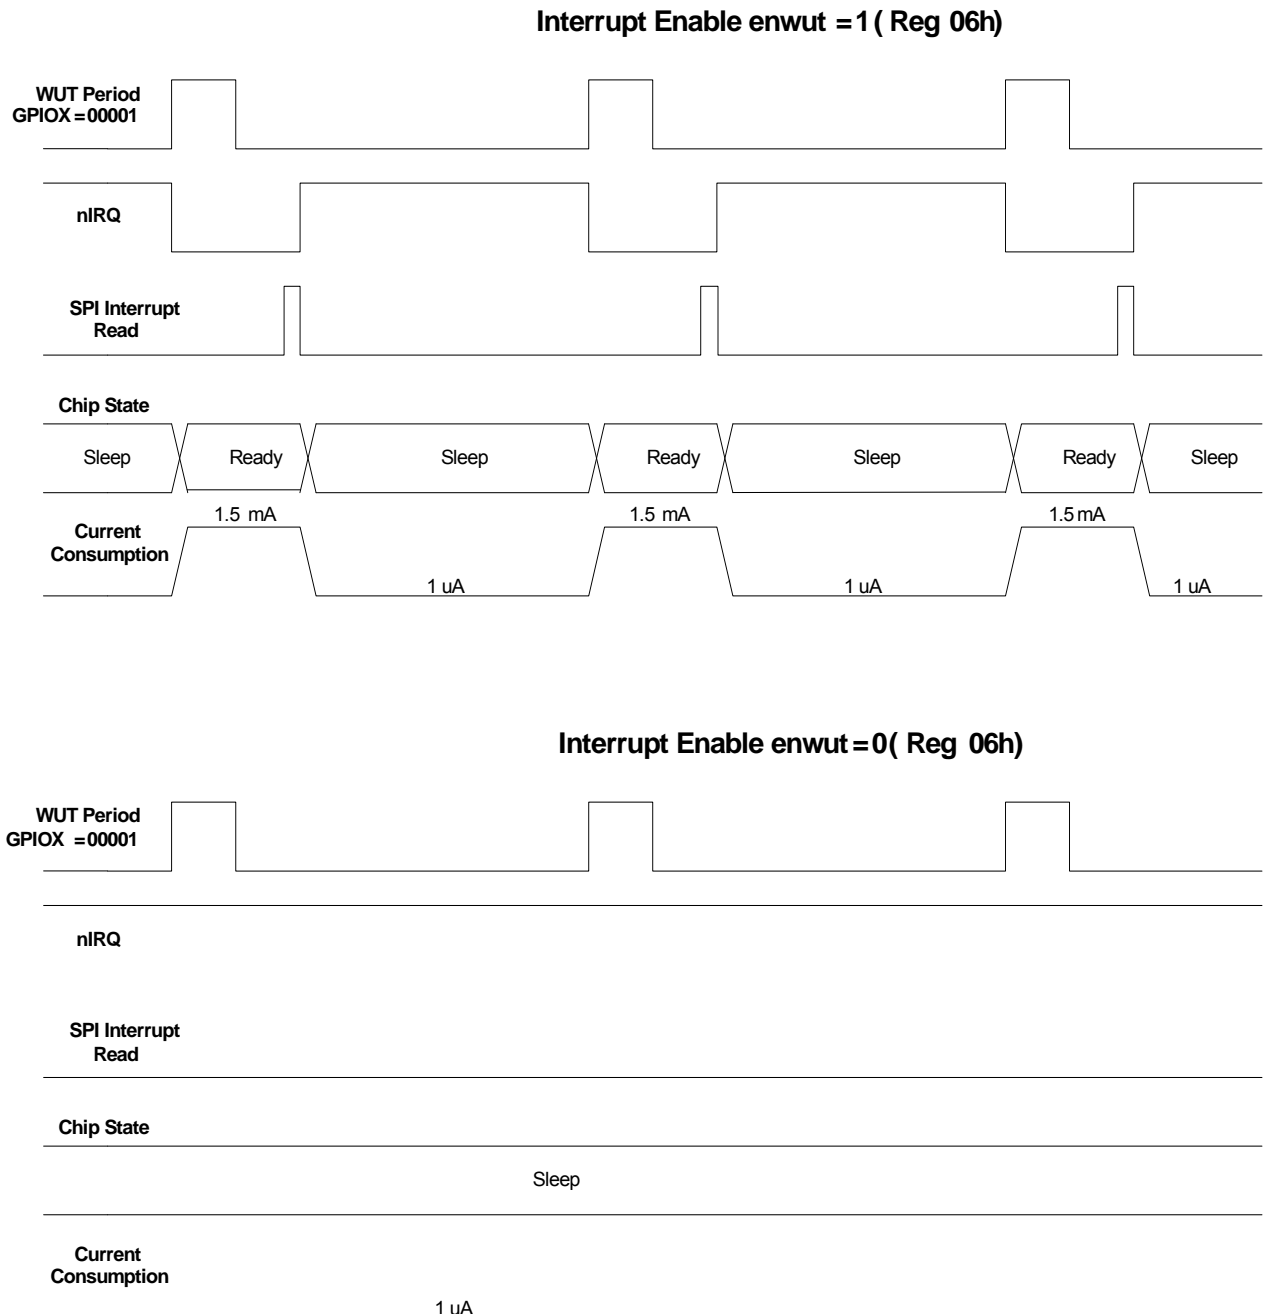 Interrupt Enable enwut =1 ( Reg 06h)
WUT Period
GPIOX =00001
nIRQ
SPI Interrupt
Read
Chip State
Sleep Ready Sleep Ready Sleep Ready Sleep
1.5 mA 1.5 mA 1.5 mA
Current
Consumption
1 uA 1 uA 1 uA
Interrupt Enable enwut =0 ( Reg 06h)
WUT Period
GPIOX =00001
nIRQ
SPI Interrupt
Read
Chip State
Sleep
Current
Consumption
1 uA